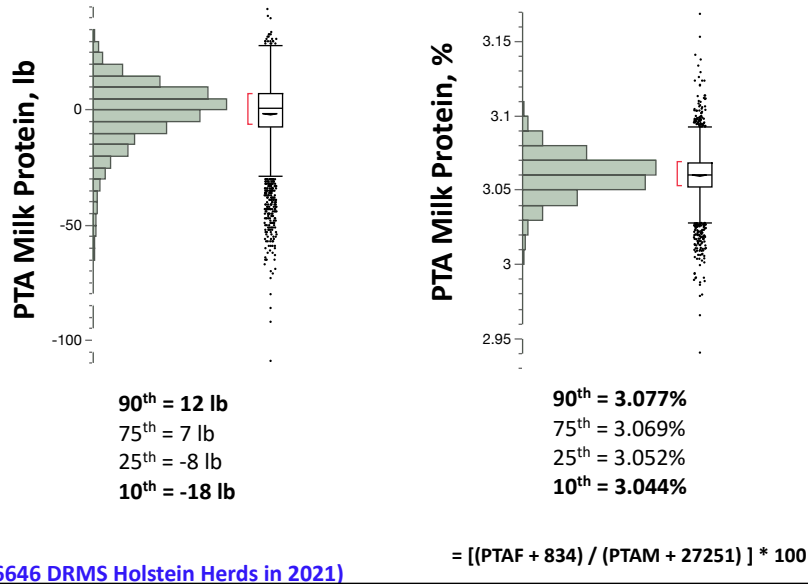 PTA Milk Protein, lb
0
-50
-100
90th = 12 lb
75th = 7 lb
25th = -8 lb
10th = -18 lb
PTA Milk Protein, %
3.15
3.1
3.05
3
2.95
90th = 3.077%
75th = 3.069%
25th = 3.052%
10th = 3.044%
= [(PTAF + 834) / (PTAM + 27251) ] * 100
6646 DRMS Holstein Herds in 2021)